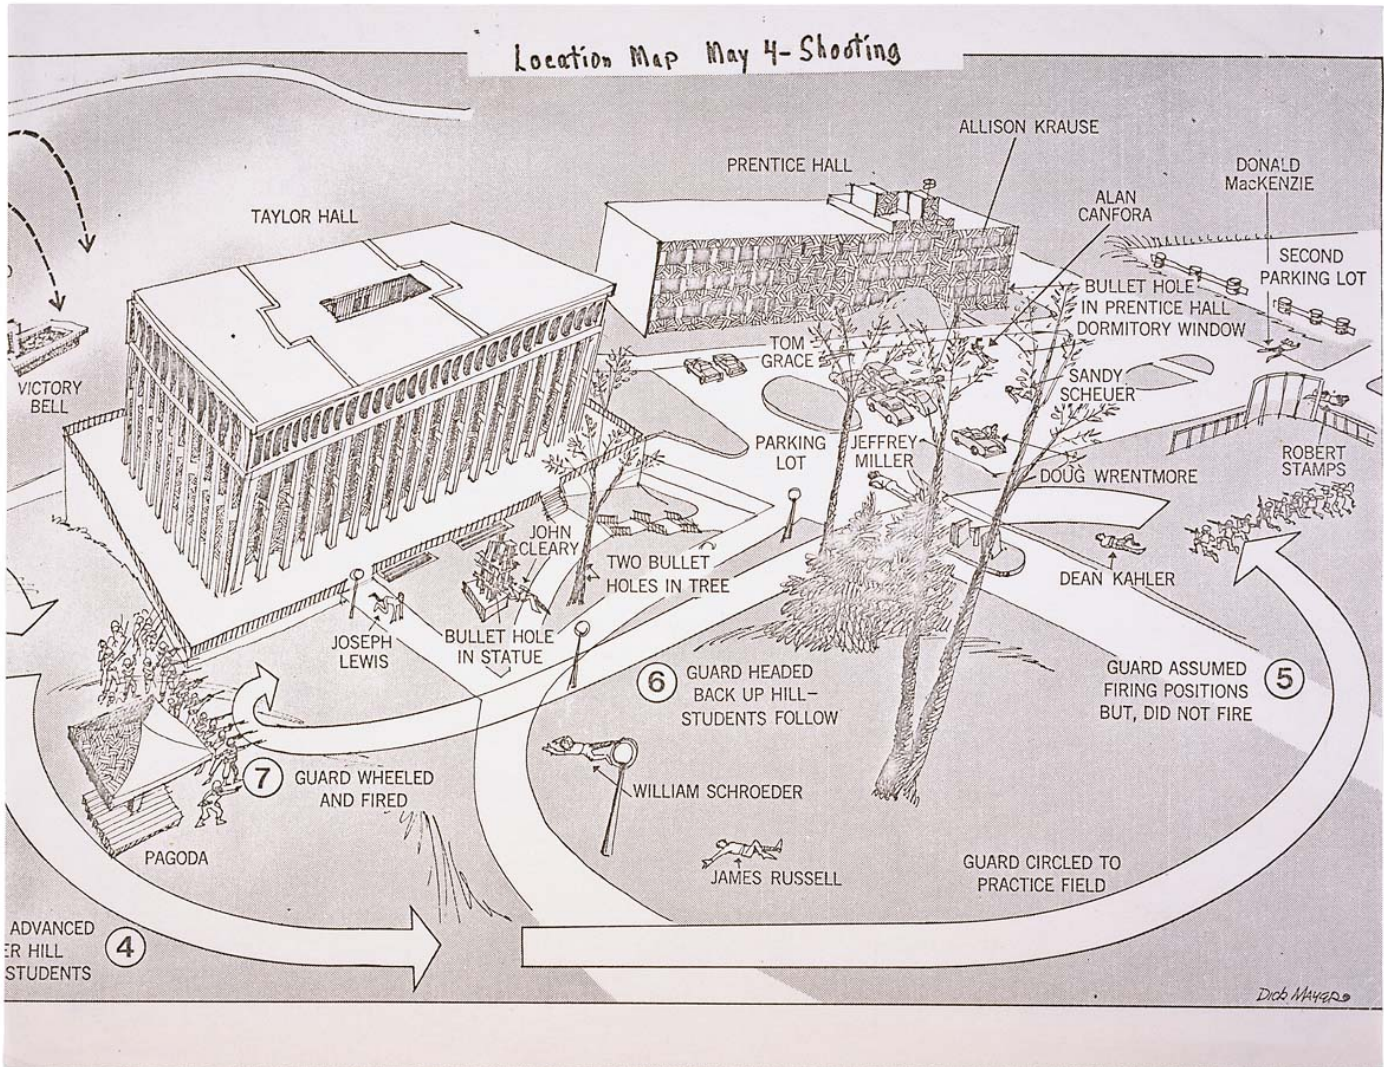 Location Map May 4-Shooting
ALLISON KRAUSE
PRENTICE HALL
DONALD
MacKENZIE
ALAN
CANFORA
TAYLOR HALL
SECOND
PARKING LOT
BULLET HOLE
IN PRENTICE HALL
DORMITORY WINDOW
TOM
GRACE
SANDY
SCHEUER
VICTORY
BELL
PARKING
LOT
JEFFREY
MILLER
ROBERT
STAMPS
DOUG WRENTMORE
JOHN
CLEARY
TWO BULLET
HOLES IN TREE
DEAN KAHLER
JOSEPH
LEWIS
BULLET HOLE
IN STATUE
6 GUARD HEADED
BACK UP HILL-
STUDENTS FOLLOW
GUARD ASSUMED 5
FIRING POSITIONS
BUT, DID NOT FIRE
7 GUARD WHEELED
AND FIRED
WILLIAM SCHROEDER
PAGODA
JAMES RUSSELL
GUARD CIRCLED TO
PRACTICE FIELD
ADVANCED 4
ER HILL
STUDENTS
Dick Mayer